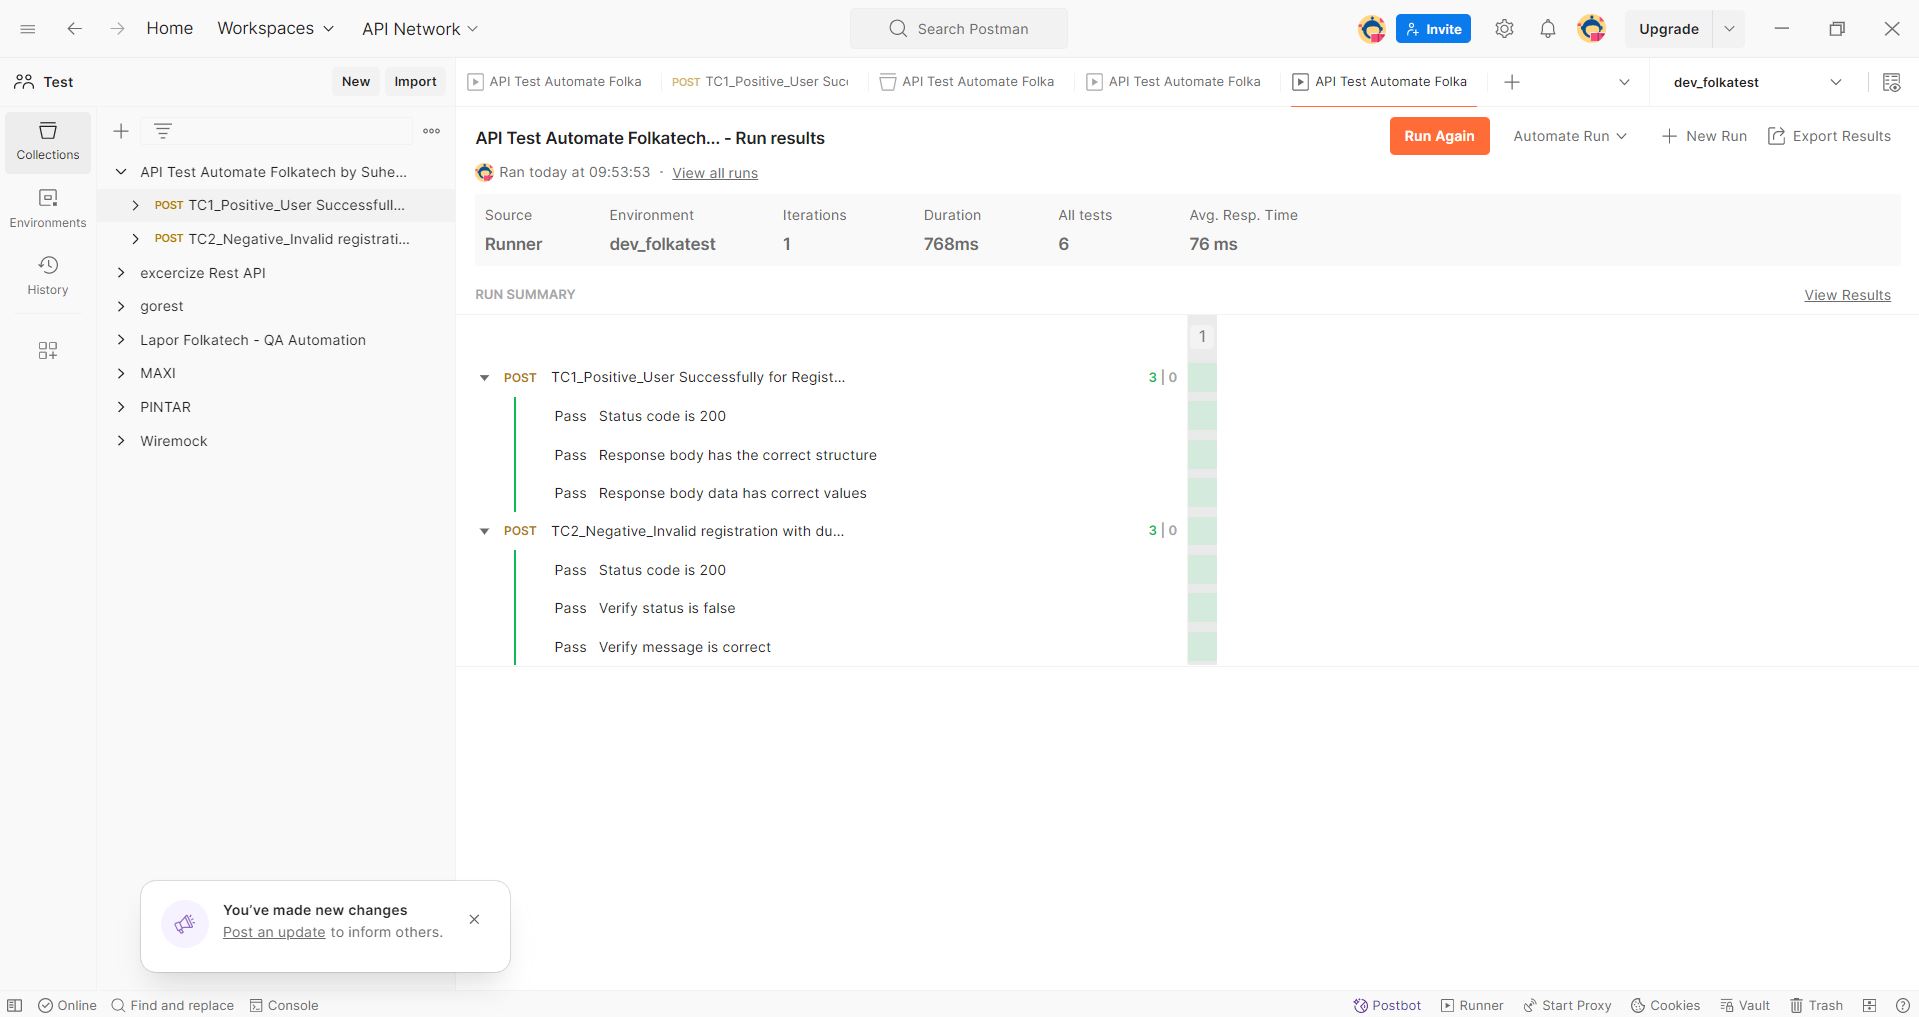 Home Workspaces API Network Search Postman Invite Upgrade
Test New Import
API Test Automate Folka POST TC1_Positive_User Succ API Test Automate Folka API Test Automate Folka API Test Automate Folka dev_folkatest
Collections
Environments
History
API Test Automate Folkatech by Suhe...
POST TC1_Positive_User Successfull...
POST TC2_Negative_Invalid registrati...
excercize Rest API
gorest
Lapor Folkatech - QA Automation
MAXI
PINTAR
Wiremock
API Test Automate Folkatech... - Run results
Run Again Automate Run New Run Export Results
Ran today at 09:53:53 · View all runs
Source Environment Iterations Duration All tests Avg. Resp. Time
Runner dev_folkatest 1 768ms 6 76 ms
RUN SUMMARY View Results
1
POST TC1_Positive_User Successfully for Regist... 3 | 0
Pass Status code is 200
Pass Response body has the correct structure
Pass Response body data has correct values
POST TC2_Negative_Invalid registration with du... 3 | 0
Pass Status code is 200
Pass Verify status is false
Pass Verify message is correct
You’ve made new changes
Post an update to inform others.
Online Find and replace Console Postbot Runner Start Proxy Cookies Vault Trash